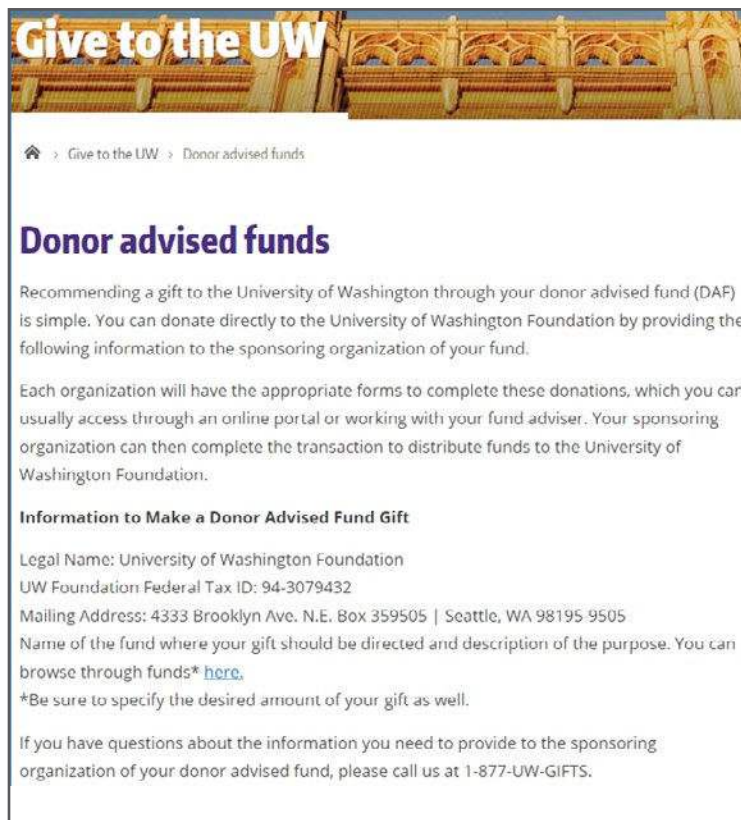 Give to the UW
> Give to the UW > Donor advised funds
Donor advised funds
Recommending a gift to the University of Washington through your donor advised fund (DAF)
is simple. You can donate directly to the University of Washington Foundation by providing the
following information to the sponsoring organization of your fund.
Each organization will have the appropriate forms to complete these donations, which you can
usually access through an online portal or working with your fund adviser. Your sponsoring
organization can then complete the transaction to distribute funds to the University of
Washington Foundation.
Information to Make a Donor Advised Fund Gift
Legal Name: University of Washington Foundation
UW Foundation Federal Tax ID: 94-3079432
Mailing Address: 4333 Brooklyn Ave. N.E. Box 359505 | Seattle, WA 98195-9505
Name of the fund where your gift should be directed and description of the purpose. You can
browse through funds* here.
*Be sure to specify the desired amount of your gift as well.
If you have questions about the information you need to provide to the sponsoring
organization of your donor advised fund, please call us at 1-877-UW-GIFTS.